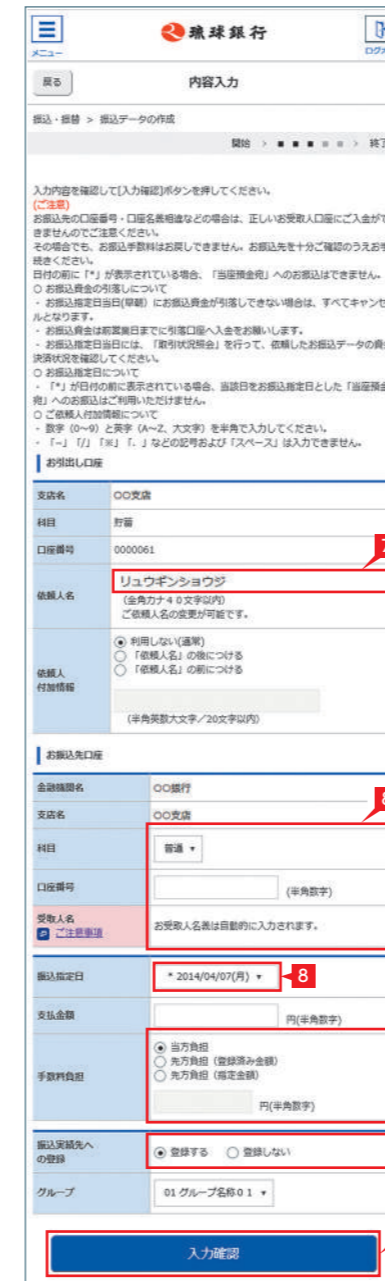 メニュー
琉球銀行
ログオ
戻る
内容入力
振込・振替 > 振込データの作成
開始 > ■ ■ ■ ■ ■ > 終了
入力内容を確認して[入力確認]ボタンを押してください。
(ご注意)
お振込先の口座番号・口座名義相違などの場合は、正しいお受取人口座にご入金がで
きませんのでご注意ください。
その場合でも、お振込手数料はお戻しできません。お振込先を十分ご確認のうえお手
続きください。
日付の前に「*」が表示されている場合、「当座預金宛」へのお振込はできません。
○ お振込資金の引落しについて
・ お振込指定日当日(早朝) にお振込資金が引落しできない場合は、すべてキャンセ
ルとなります。
・ お振込資金は前営業日までに引落口座へ入金をお願いします。
・ お振込指定日当日には、「取引状況照会」を行って、依頼したお振込データの資金
決済状況を確認してください。
○ お振込指定日について
・ 「*」が日付の前に表示されている場合、当該日をお振込指定日とした「当座預金
宛」へのお振込はご利用いただけません。
○ ご依頼人付加情報について
・ 数字 (0~9) と英字 (A~Z、大文字) を半角で入力してください。
・ 「-」「/」「※」「. 」などの記号および「スペース」は入力できません。
お引出し口座
支店名 ○○支店
科目 貯蓄
口座番号 0000061
7
依頼人名 リュウギンショウジ
(全角カナ40文字以内)
ご依頼人名の変更が可能です。
依頼人
付加情報
利用しない(通常)
「依頼人名」の後につける
「依頼人名」の前につける
(半角英数大文字/20文字以内)
お振込先口座
金融機関名 ○○銀行
8
支店名 ○○支店
科目 普通 ▼
口座番号 (半角数字)
受取人名
ご注意事項
お受取人名義は自動的に入力されます。
振込指定日 * 2014/04/07(月) ▼ 8
支払金額 円(半角数字)
手数料負担
当方負担
先方負担 (登録済み金額)
先方負担 (指定金額)
円(半角数字)
振込実績先へ
の登録
登録する 登録しない
グループ 01 グループ名称01 ▼
入力確認